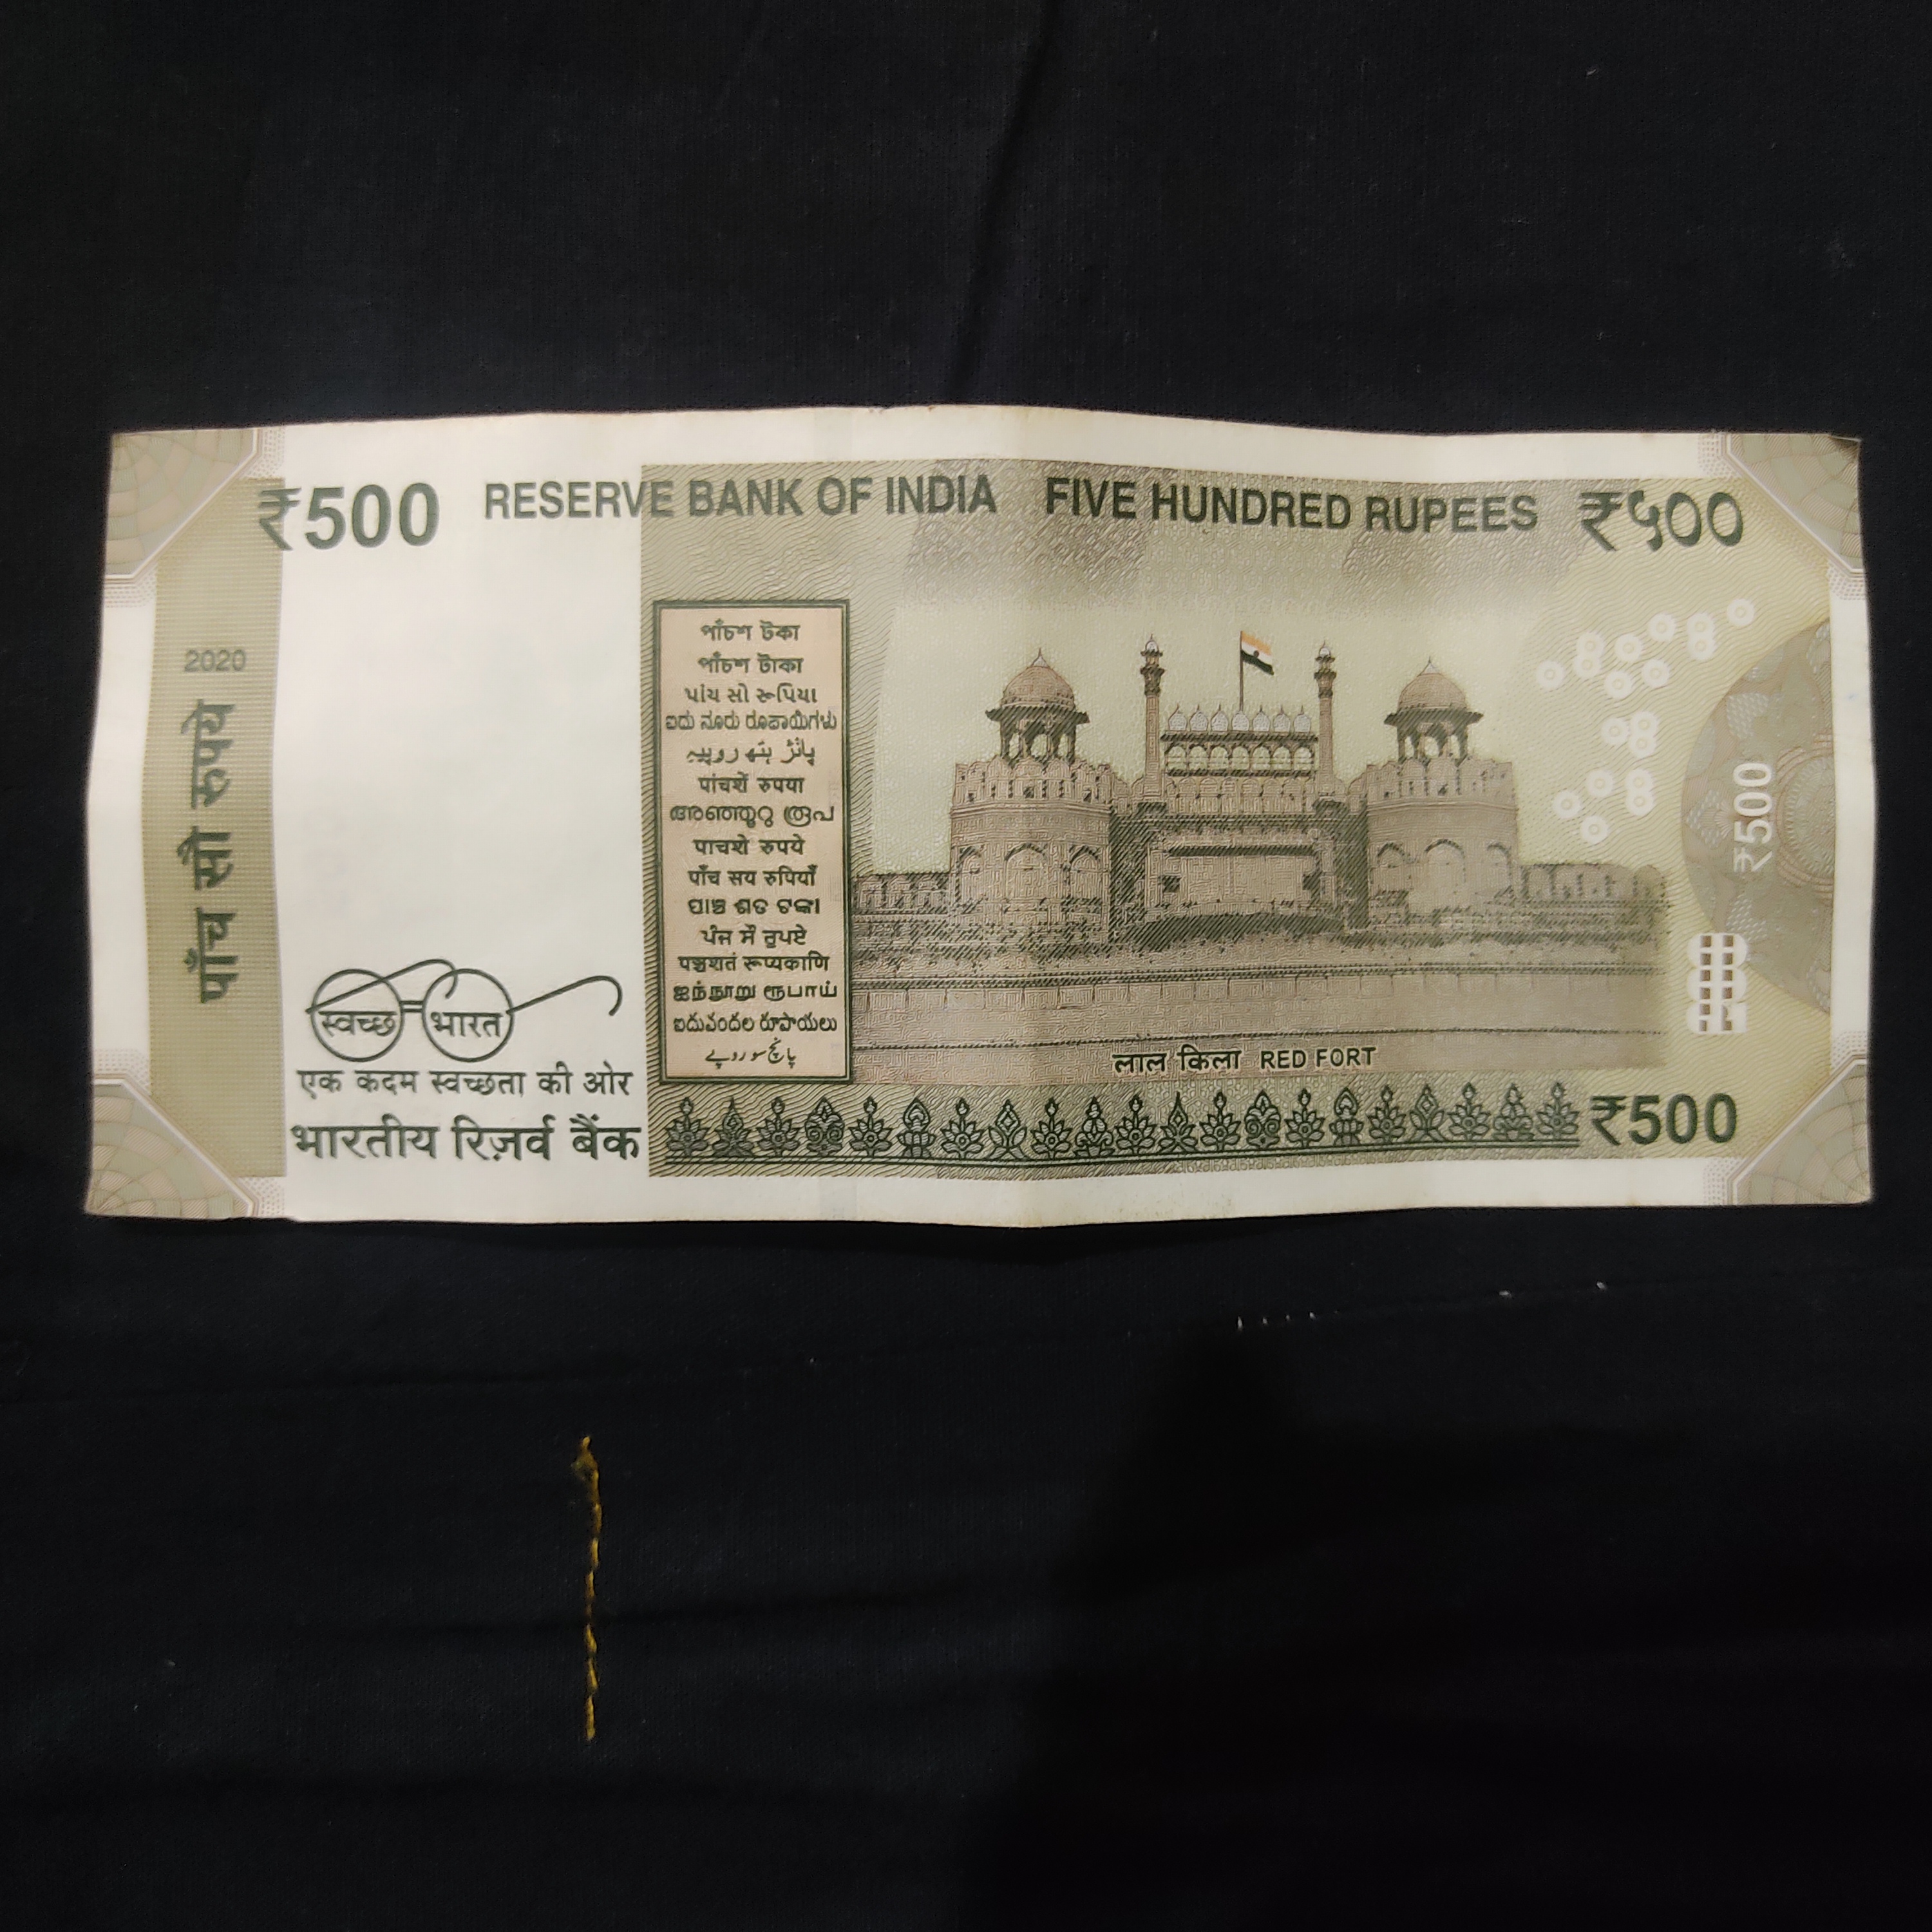 ₹500 RESERVE BANK OF INDIA FIVE HUNDRED RUPEES ₹५००
2020
पाँच सौ रुपये
পাঁচশ টকা
পাঁচশ টাকা
પાંચ સો રૂપિયા
ಐದು ನೂರು ರೂಪಾಯಿಗಳು
پانٛژ ہَتھ روپیہِ
पांचशें रुपया
അഞ്ഞൂറു രൂപ
पाचशे रुपये
पाँच सय रुपियाँ
ପାଞ୍ଚ ଶତ ଟଙ୍କା
ਪੰਜ ਸੌ ਰੁਪਏ
पञ्चशतं रूप्यकाणि
ஐந்நூறு ரூபாய்
ఐదువందల రూపాయలు
پانچ سو روپے
₹500
स्वच्छ भारत
एक कदम स्वच्छता की ओर
भारतीय रिज़र्व बैंक
लाल किला RED FORT
₹500